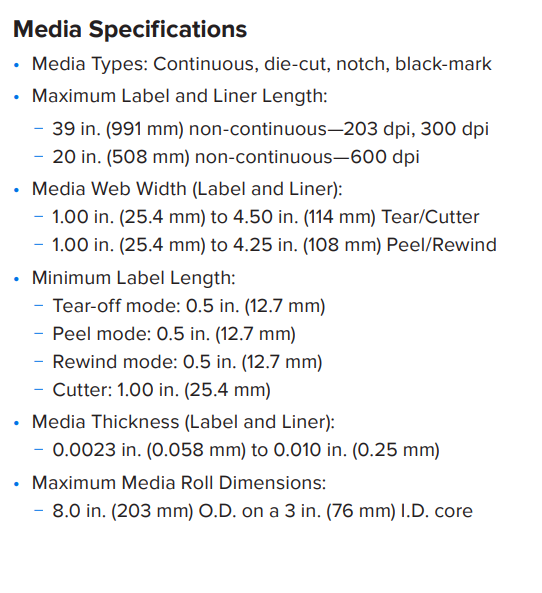 Media Specifications
• Media Types: Continuous, die-cut, notch, black-mark
• Maximum Label and Liner Length:
– 39 in. (991 mm) non-continuous—203 dpi, 300 dpi
– 20 in. (508 mm) non-continuous—600 dpi
• Media Web Width (Label and Liner):
– 1.00 in. (25.4 mm) to 4.50 in. (114 mm) Tear/Cutter
– 1.00 in. (25.4 mm) to 4.25 in. (108 mm) Peel/Rewind
• Minimum Label Length:
– Tear-off mode: 0.5 in. (12.7 mm)
– Peel mode: 0.5 in. (12.7 mm)
– Rewind mode: 0.5 in. (12.7 mm)
– Cutter: 1.00 in. (25.4 mm)
• Media Thickness (Label and Liner):
– 0.0023 in. (0.058 mm) to 0.010 in. (0.25 mm)
• Maximum Media Roll Dimensions:
– 8.0 in. (203 mm) O.D. on a 3 in. (76 mm) I.D. core